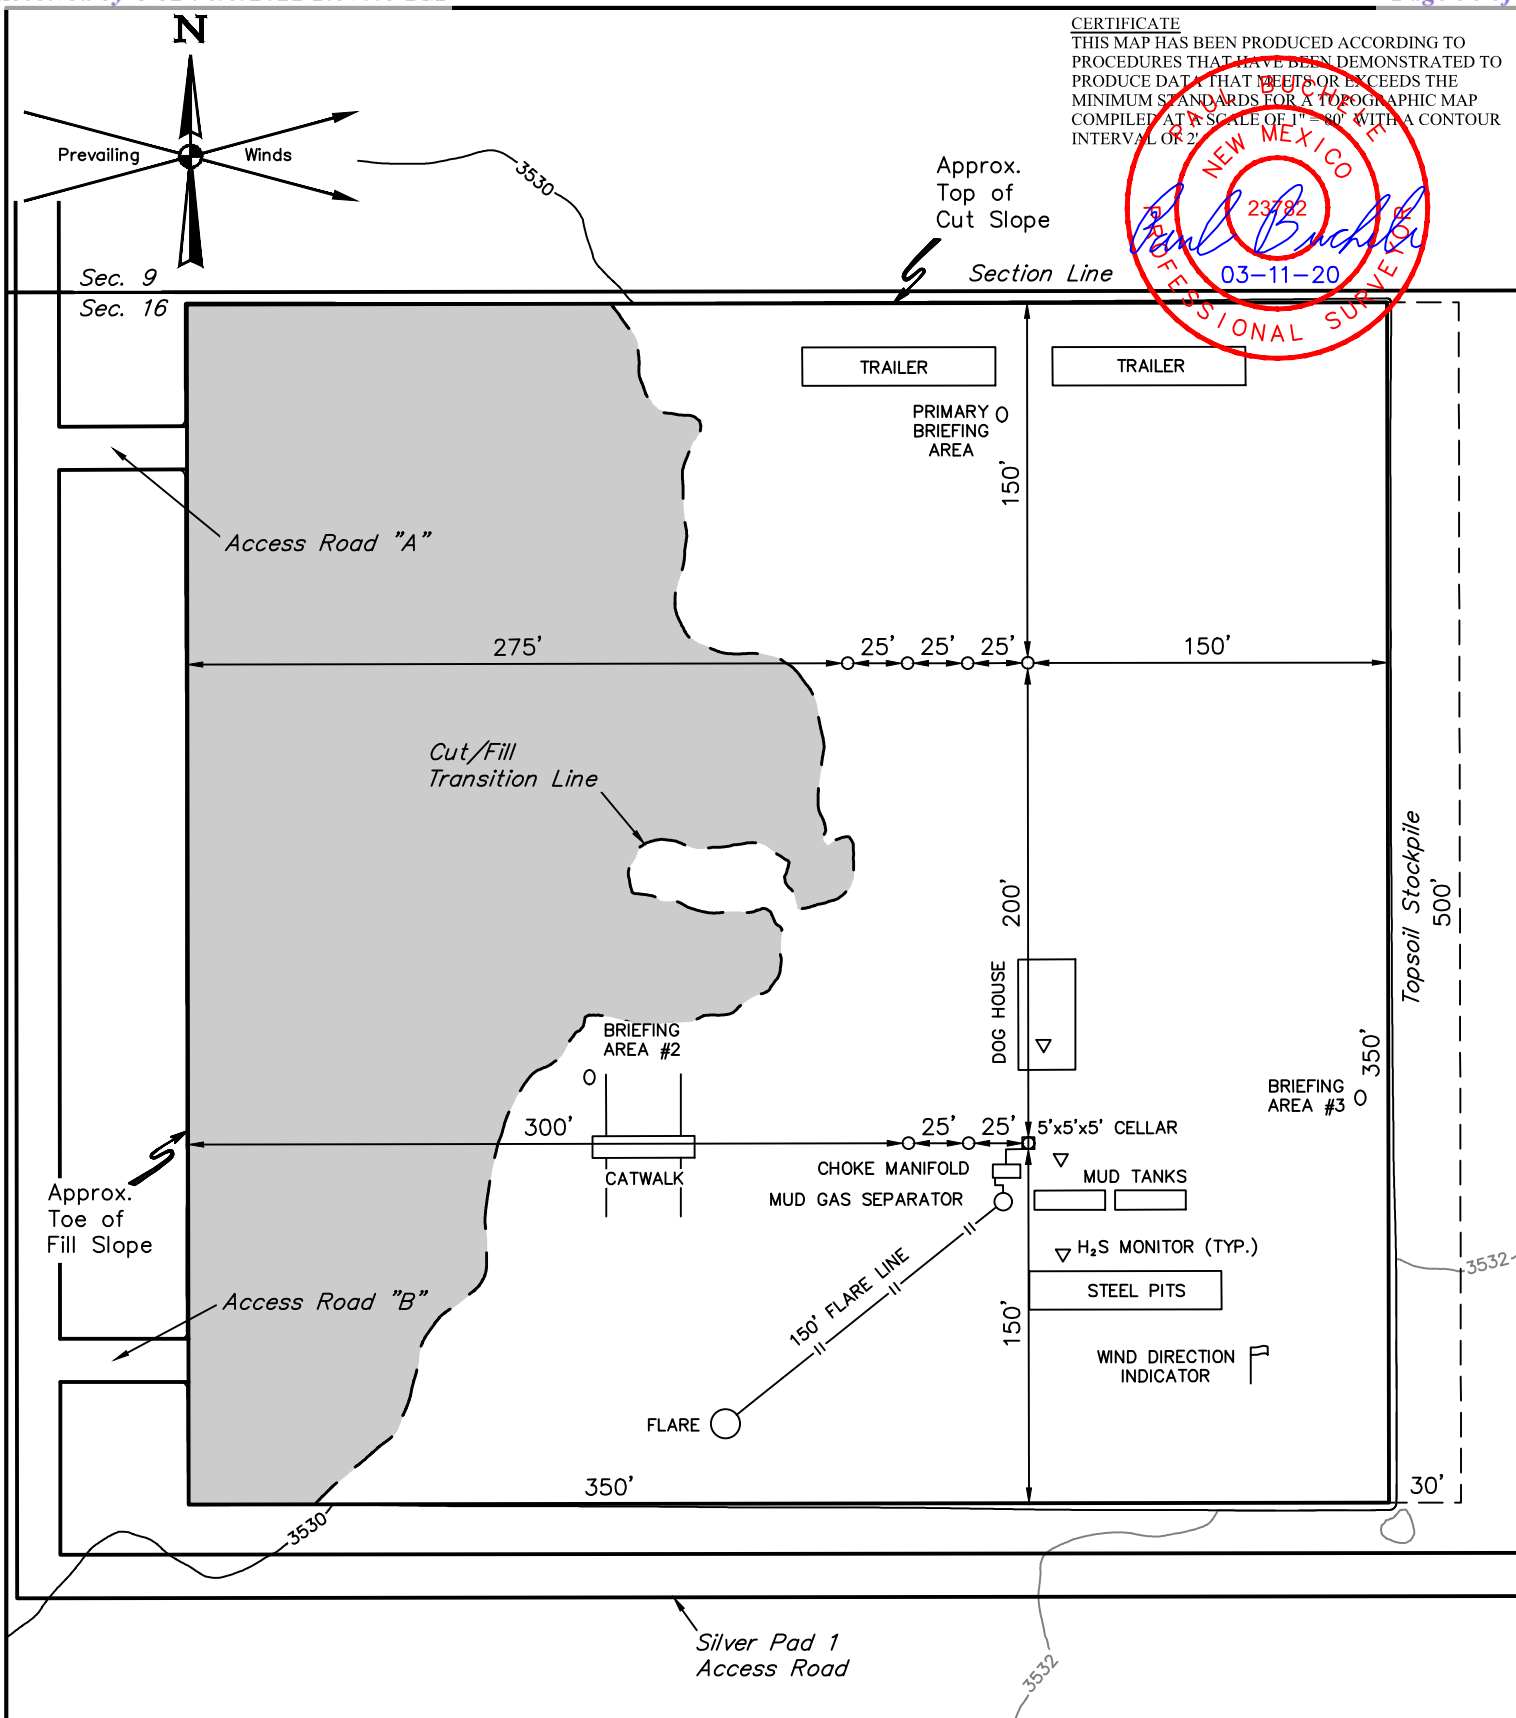 N
Prevailing Winds
CERTIFICATE
THIS MAP HAS BEEN PRODUCED ACCORDING TO
PROCEDURES THAT HAVE BEEN DEMONSTRATED TO
PRODUCE DATA THAT MEETS OR EXCEEDS THE
MINIMUM STANDARDS FOR A TOPOGRAPHIC MAP
COMPILED AT A SCALE OF 1" = 80' WITH A CONTOUR
INTERVAL OF 2'
PAUL BUCHELE
NEW MEXICO
23782
PROFESSIONAL SURVEYOR
Paul Buchele
03-11-20
3530
Approx.
Top of
Cut Slope
Section Line
Sec. 9
Sec. 16
TRAILER
TRAILER
PRIMARY
BRIEFING
AREA
150'
Access Road "A"
275'
25'
25'
25'
150'
Cut/Fill
Transition Line
200'
Topsoil Stockpile
500'
DOG HOUSE
BRIEFING
AREA #2
350'
BRIEFING
AREA #3
300'
25'
25'
5'x5'x5' CELLAR
CHOKE MANIFOLD
CATWALK
MUD TANKS
MUD GAS SEPARATOR
Approx.
Toe of
Fill Slope
H₂S MONITOR (TYP.)
3532
STEEL PITS
150' FLARE LINE
150'
Access Road "B"
WIND DIRECTION
INDICATOR
FLARE
350'
30'
3530
Silver Pad 1
Access Road
3532